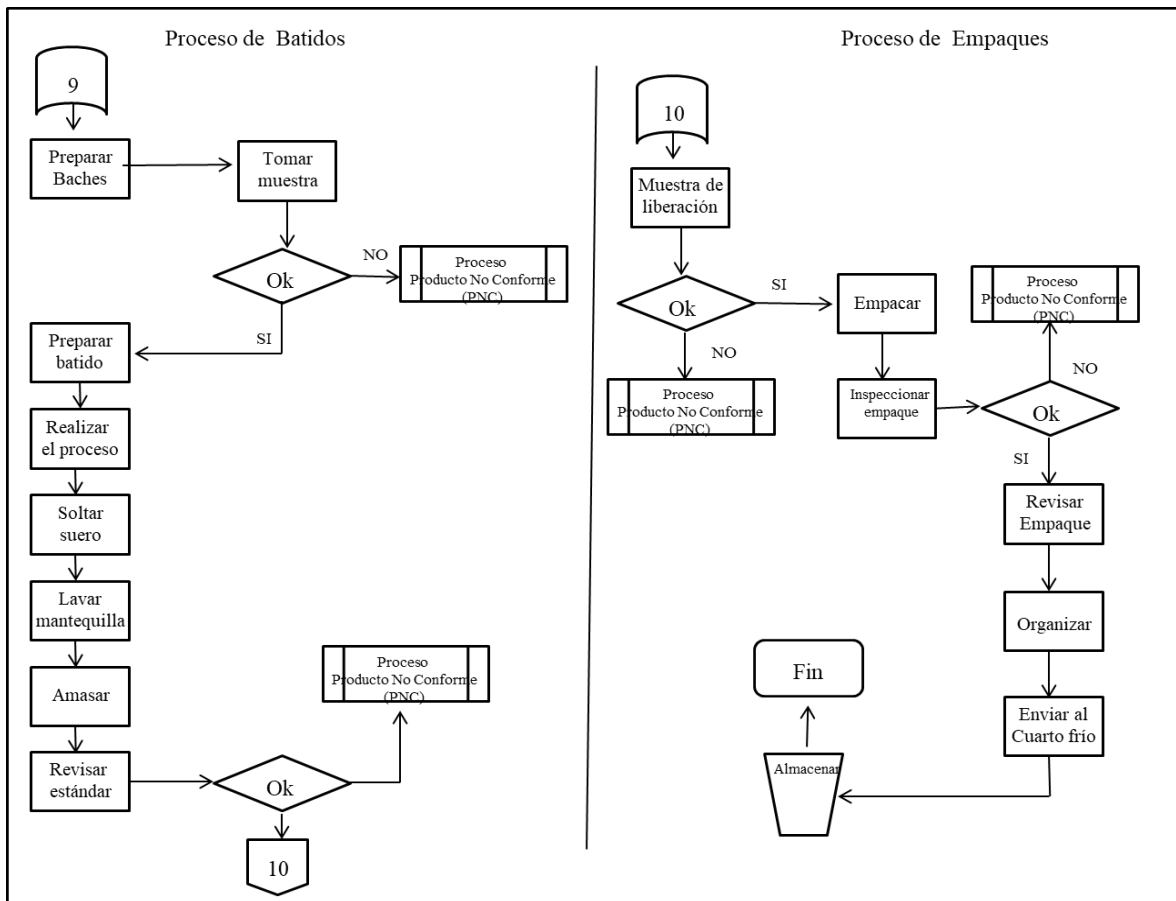 Proceso de Batidos
9
Preparar
Baches
Tomar
muestra
Ok
NO
Proceso
Producto No Conforme
(PNC)
SI
Preparar
batido
Realizar
el proceso
Soltar
suero
Lavar
mantequilla
Amasar
Revisar
estándar
Ok
Proceso
Producto No Conforme
(PNC)
10
Proceso de Empaques
10
Muestra de
liberación
Ok
SI
Empacar
NO
Proceso
Producto No Conforme
(PNC)
Inspeccionar
empaque
Ok
NO
Proceso
Producto No Conforme
(PNC)
SI
Revisar
Empaque
Organizar
Enviar al
Cuarto frío
Almacenar
Fin